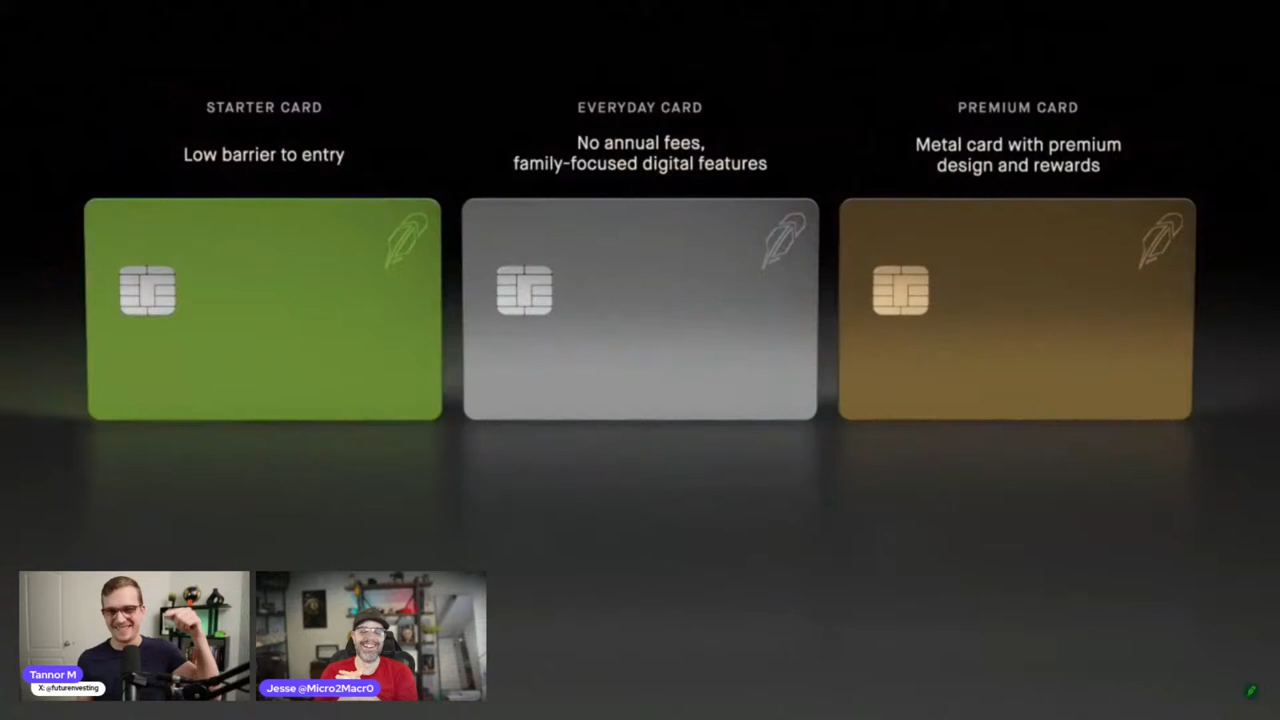 STARTER CARD
Low barrier to entry
EVERYDAY CARD
No annual fees,
family-focused digital features
PREMIUM CARD
Metal card with premium
design and rewards
Tannor M
X: @futurenvesting
Jesse @Micro2Macr0